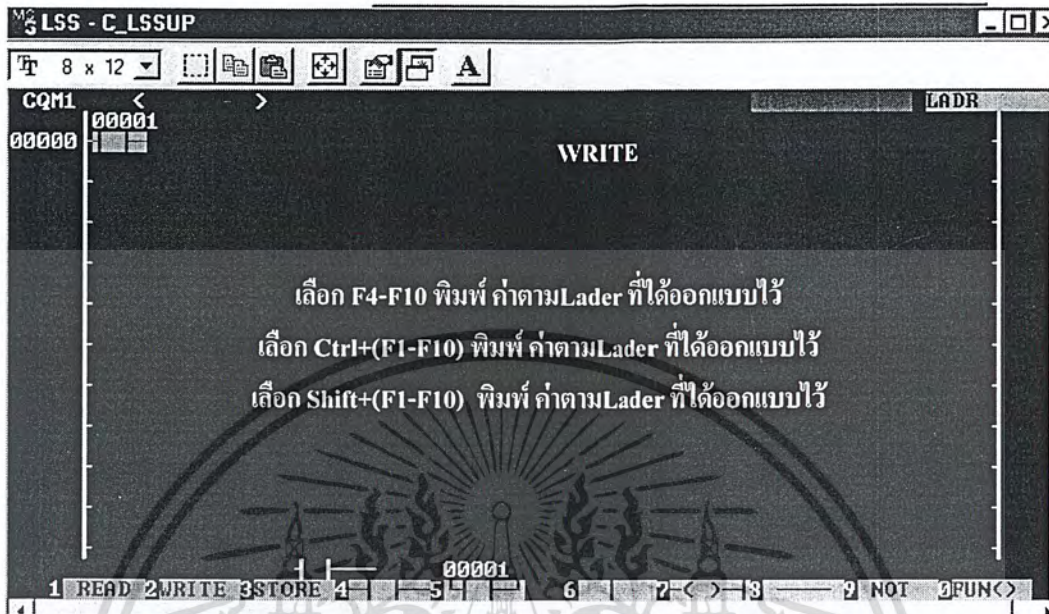 LSS - C_LSSUP
8 x 12
A
CQM1 < > LADR
00001
00000
WRITE
เลือก F4-F10 พิมพ์ ค่าตามLader ที่ได้ออกแบบไว้
เลือก Ctrl+(F1-F10) พิมพ์ ค่าตามLader ที่ได้ออกแบบไว้
เลือก Shift+(F1-F10) พิมพ์ ค่าตามLader ที่ได้ออกแบบไว้
00001
1 READ 2WRITE 3STORE 4 5 6 7 < > 8 9 NOT 0FUN<>